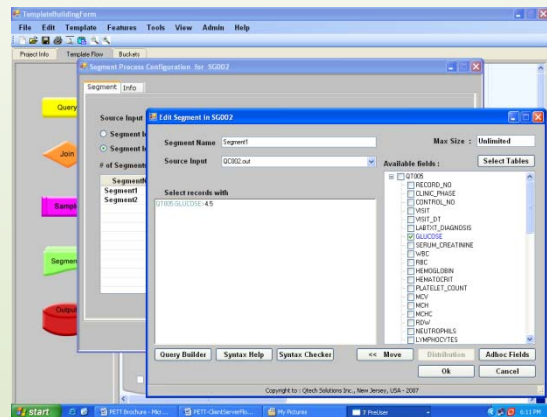 TemplateBuildingForm
File Edit Template Features Tools View Admin Help
Project Info Template Flow Buckets
Segment Process Configuration for SG002
Segment Info
Query
Source Input
Join
# of Segments
Segment1
Segment2
Sample
Segment
Output
Edit Segment in SG002
Segment Name Segment1 Max Size : Unlimited
Source Input QC002.out Available fields : Select Tables
Select records with
QT005.GLUCOSE>4.5
QT005
RECORD_NO
CLINIC_PHASE
CONTROL_NO
VISIT
VISIT_DT
LABTXT_DIAGNOSIS
GLUCOSE
SERUM_CREATININE
WBC
RBC
HEMOGLOBIN
HEMATOCRIT
PLATELET_COUNT
MCV
MCH
MCHC
RDW
NEUTROPHILS
LYMPHOCYTES
Query Builder Syntax Help Syntax Checker << Move Distribution Adhoc Fields
Ok Cancel
Copyright to : Qtech Solutions Inc., New Jersey, USA - 2007
start PETT Brochure - Micro... PETT-ClientServerFlo... My Pictures 7 PreUser 6:11 PM